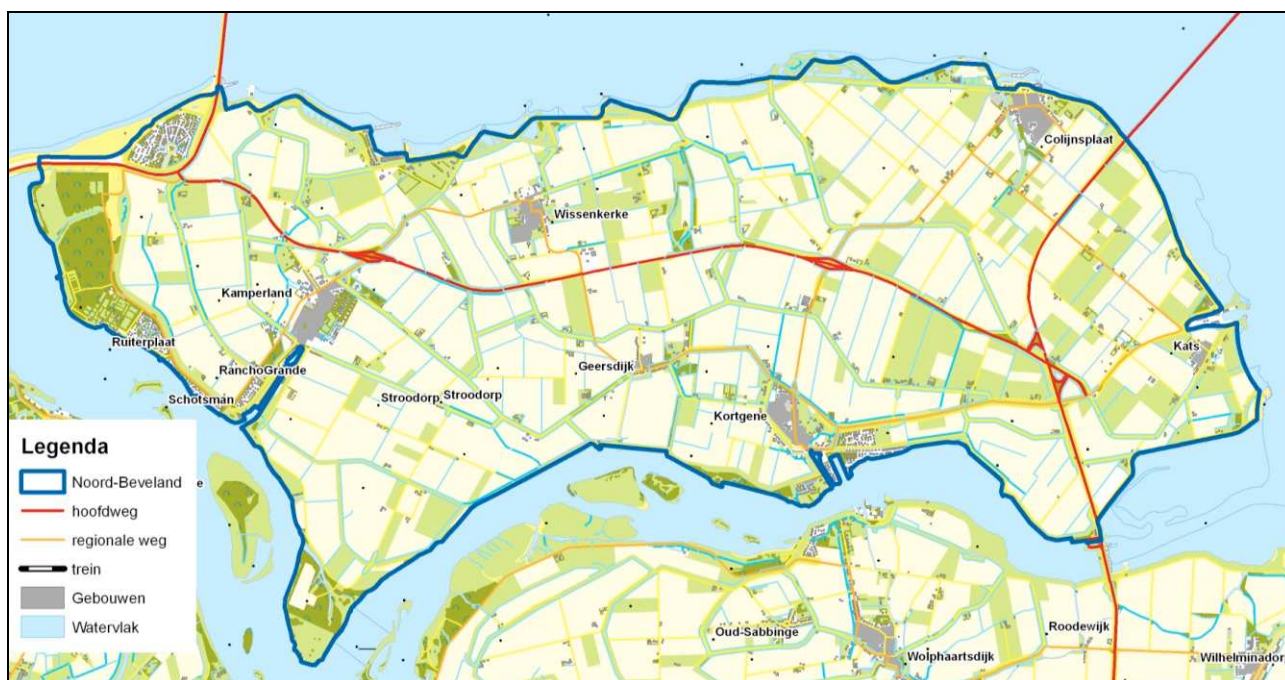 Colijnsplaat
Wissenkerke
Kamperland
Ruiterplaat
Kats
RanchoGrande
Geersdijk
Schotsman
Stroodorp
Stroodorp
Kortgene
Legenda
Noord-Beveland
e
hoofdweg
regionale weg
trein
Gebouwen
Watervlak
Oud-Sabbinge
Roodewijk
Wolphaartsdijk
Wilhelminador